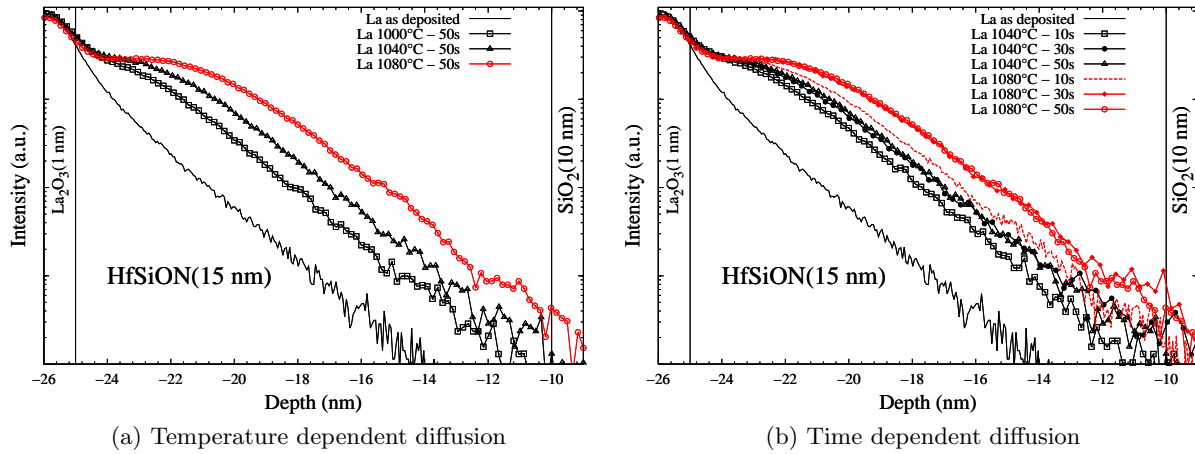 La as deposited
La 1000°C – 50s
La 1040°C – 50s
La 1080°C – 50s
Intensity (a.u.)
La₂O₃(1 nm)
HfSiON(15 nm)
SiO₂(10 nm)
−26 −24 −22 −20 −18 −16 −14 −12 −10
Depth (nm)
(a) Temperature dependent diffusion
La as deposited
La 1040°C – 10s
La 1040°C – 30s
La 1040°C – 50s
La 1080°C – 10s
La 1080°C – 30s
La 1080°C – 50s
Intensity (a.u.)
La₂O₃(1 nm)
HfSiON(15 nm)
SiO₂(10 nm)
−26 −24 −22 −20 −18 −16 −14 −12 −10
Depth (nm)
(b) Time dependent diffusion